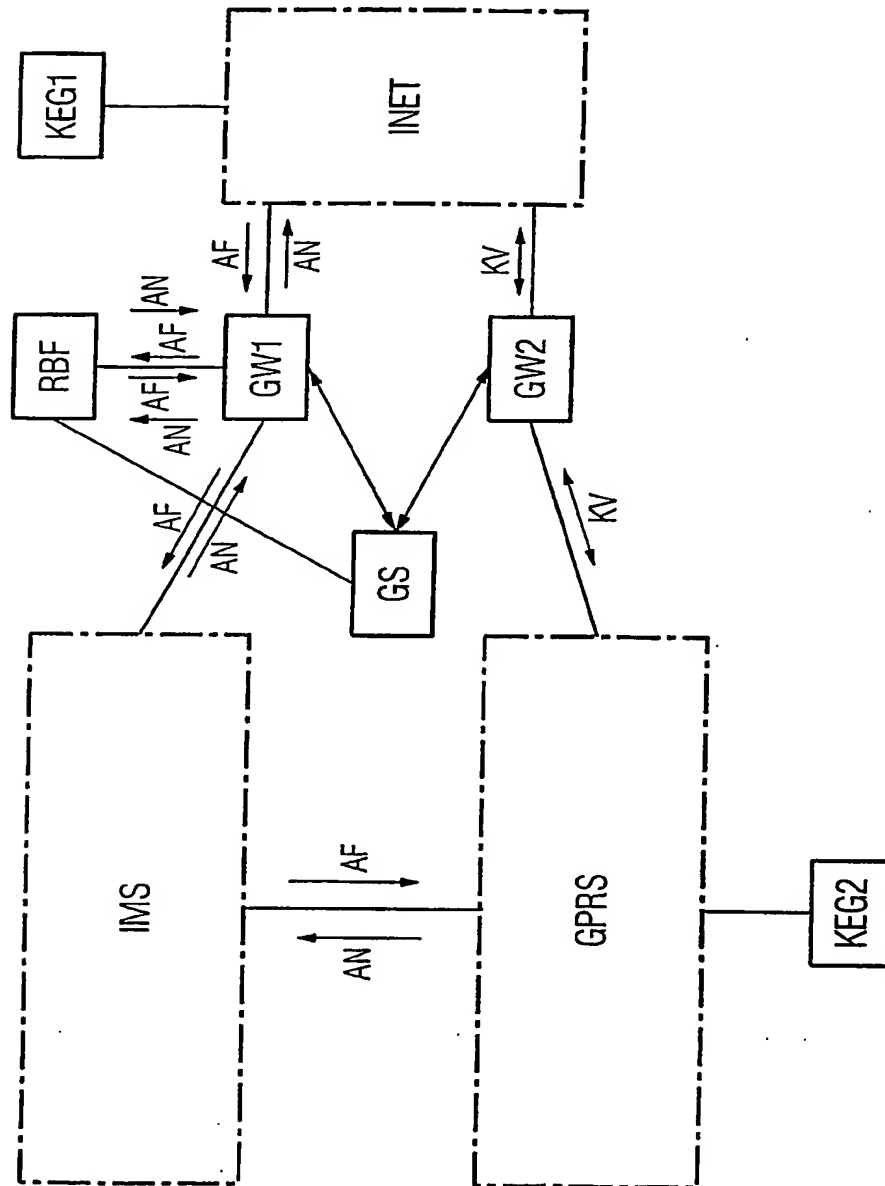 RBF
KEG1
IMS
AN
AF
AF
AN
AF
AN
GW1
AF
AN
AN
AF
GS
INET
KV
GW2
GPRS
KV
KEG2